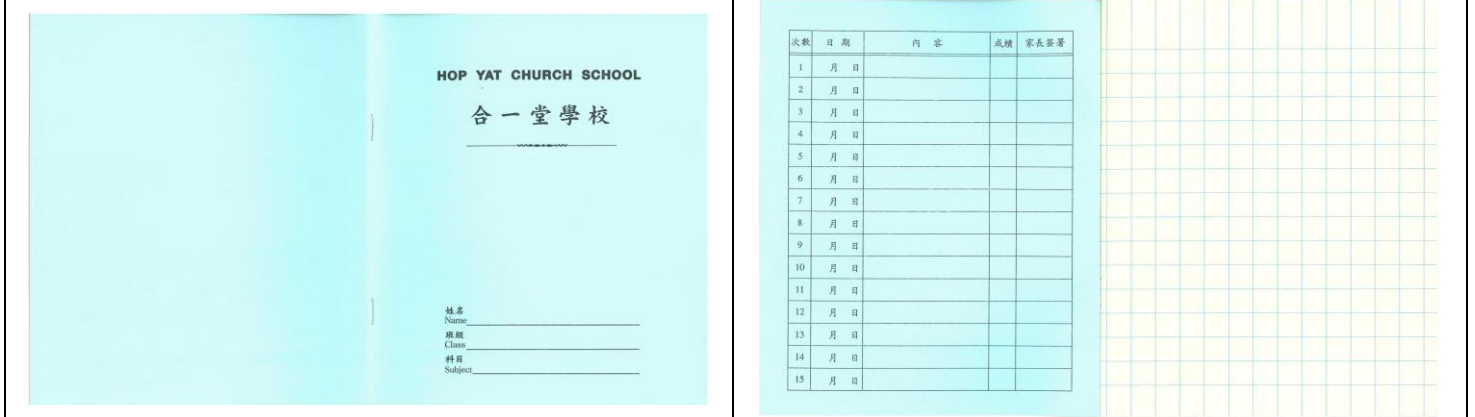 HOP YAT CHURCH SCHOOL
合一堂學校
姓名
Name
班級
Class
科目
Subject
次數 日期 內容 成績 家長簽署
1 月 日
2 月 日
3 月 日
4 月 日
5 月 日
6 月 日
7 月 日
8 月 日
9 月 日
10 月 日
11 月 日
12 月 日
13 月 日
14 月 日
15 月 日